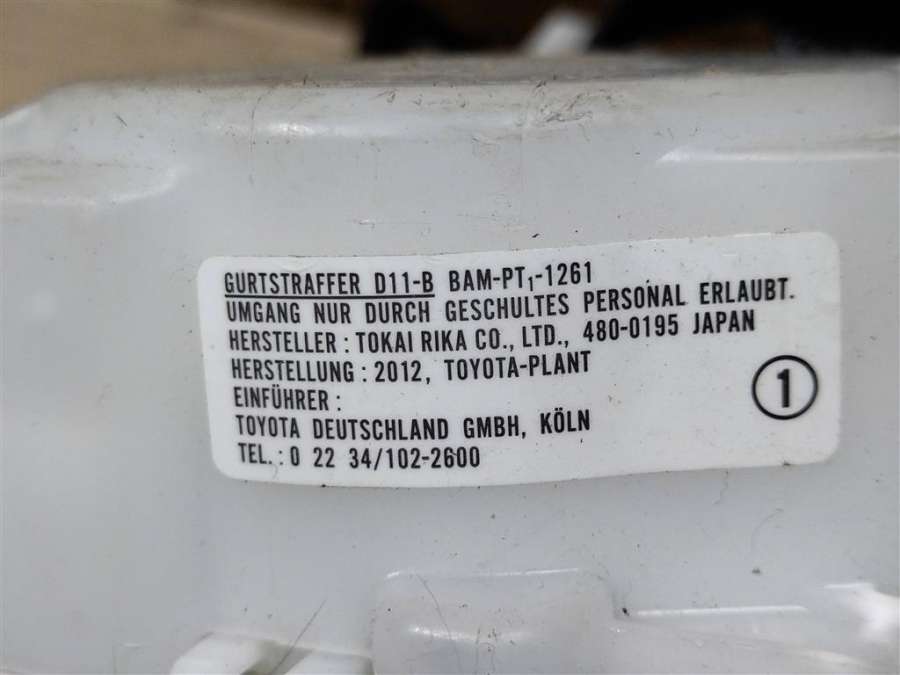 GURTSTRAFFER D11-B BAM-PT₁-1261
UMGANG NUR DURCH GESCHULTES PERSONAL ERLAUBT.
HERSTELLER : TOKAI RIKA CO., LTD., 480-0195 JAPAN
HERSTELLUNG : 2012, TOYOTA-PLANT
EINFÜHRER :
TOYOTA DEUTSCHLAND GMBH, KÖLN
TEL. : 0 22 34/102-2600
1